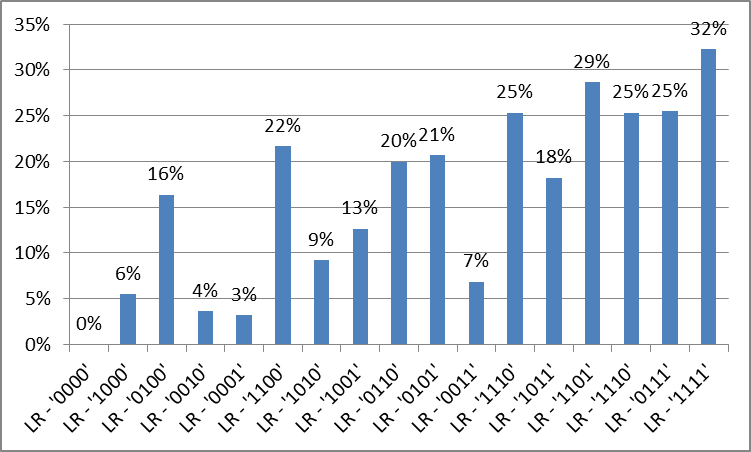 35%
30%
25%
20%
15%
10%
5%
0%
0%
6%
16%
4%
3%
22%
9%
13%
20%
21%
7%
25%
18%
29%
25%
25%
32%
LR - '0000'
LR - '1000'
LR - '0100'
LR - '0010'
LR - '0001'
LR - '1100'
LR - '1010'
LR - '1001'
LR - '0110'
LR - '0101'
LR - '0011'
LR - '1110'
LR - '1011'
LR - '1101'
LR - '1110'
LR - '0111'
LR - '1111'